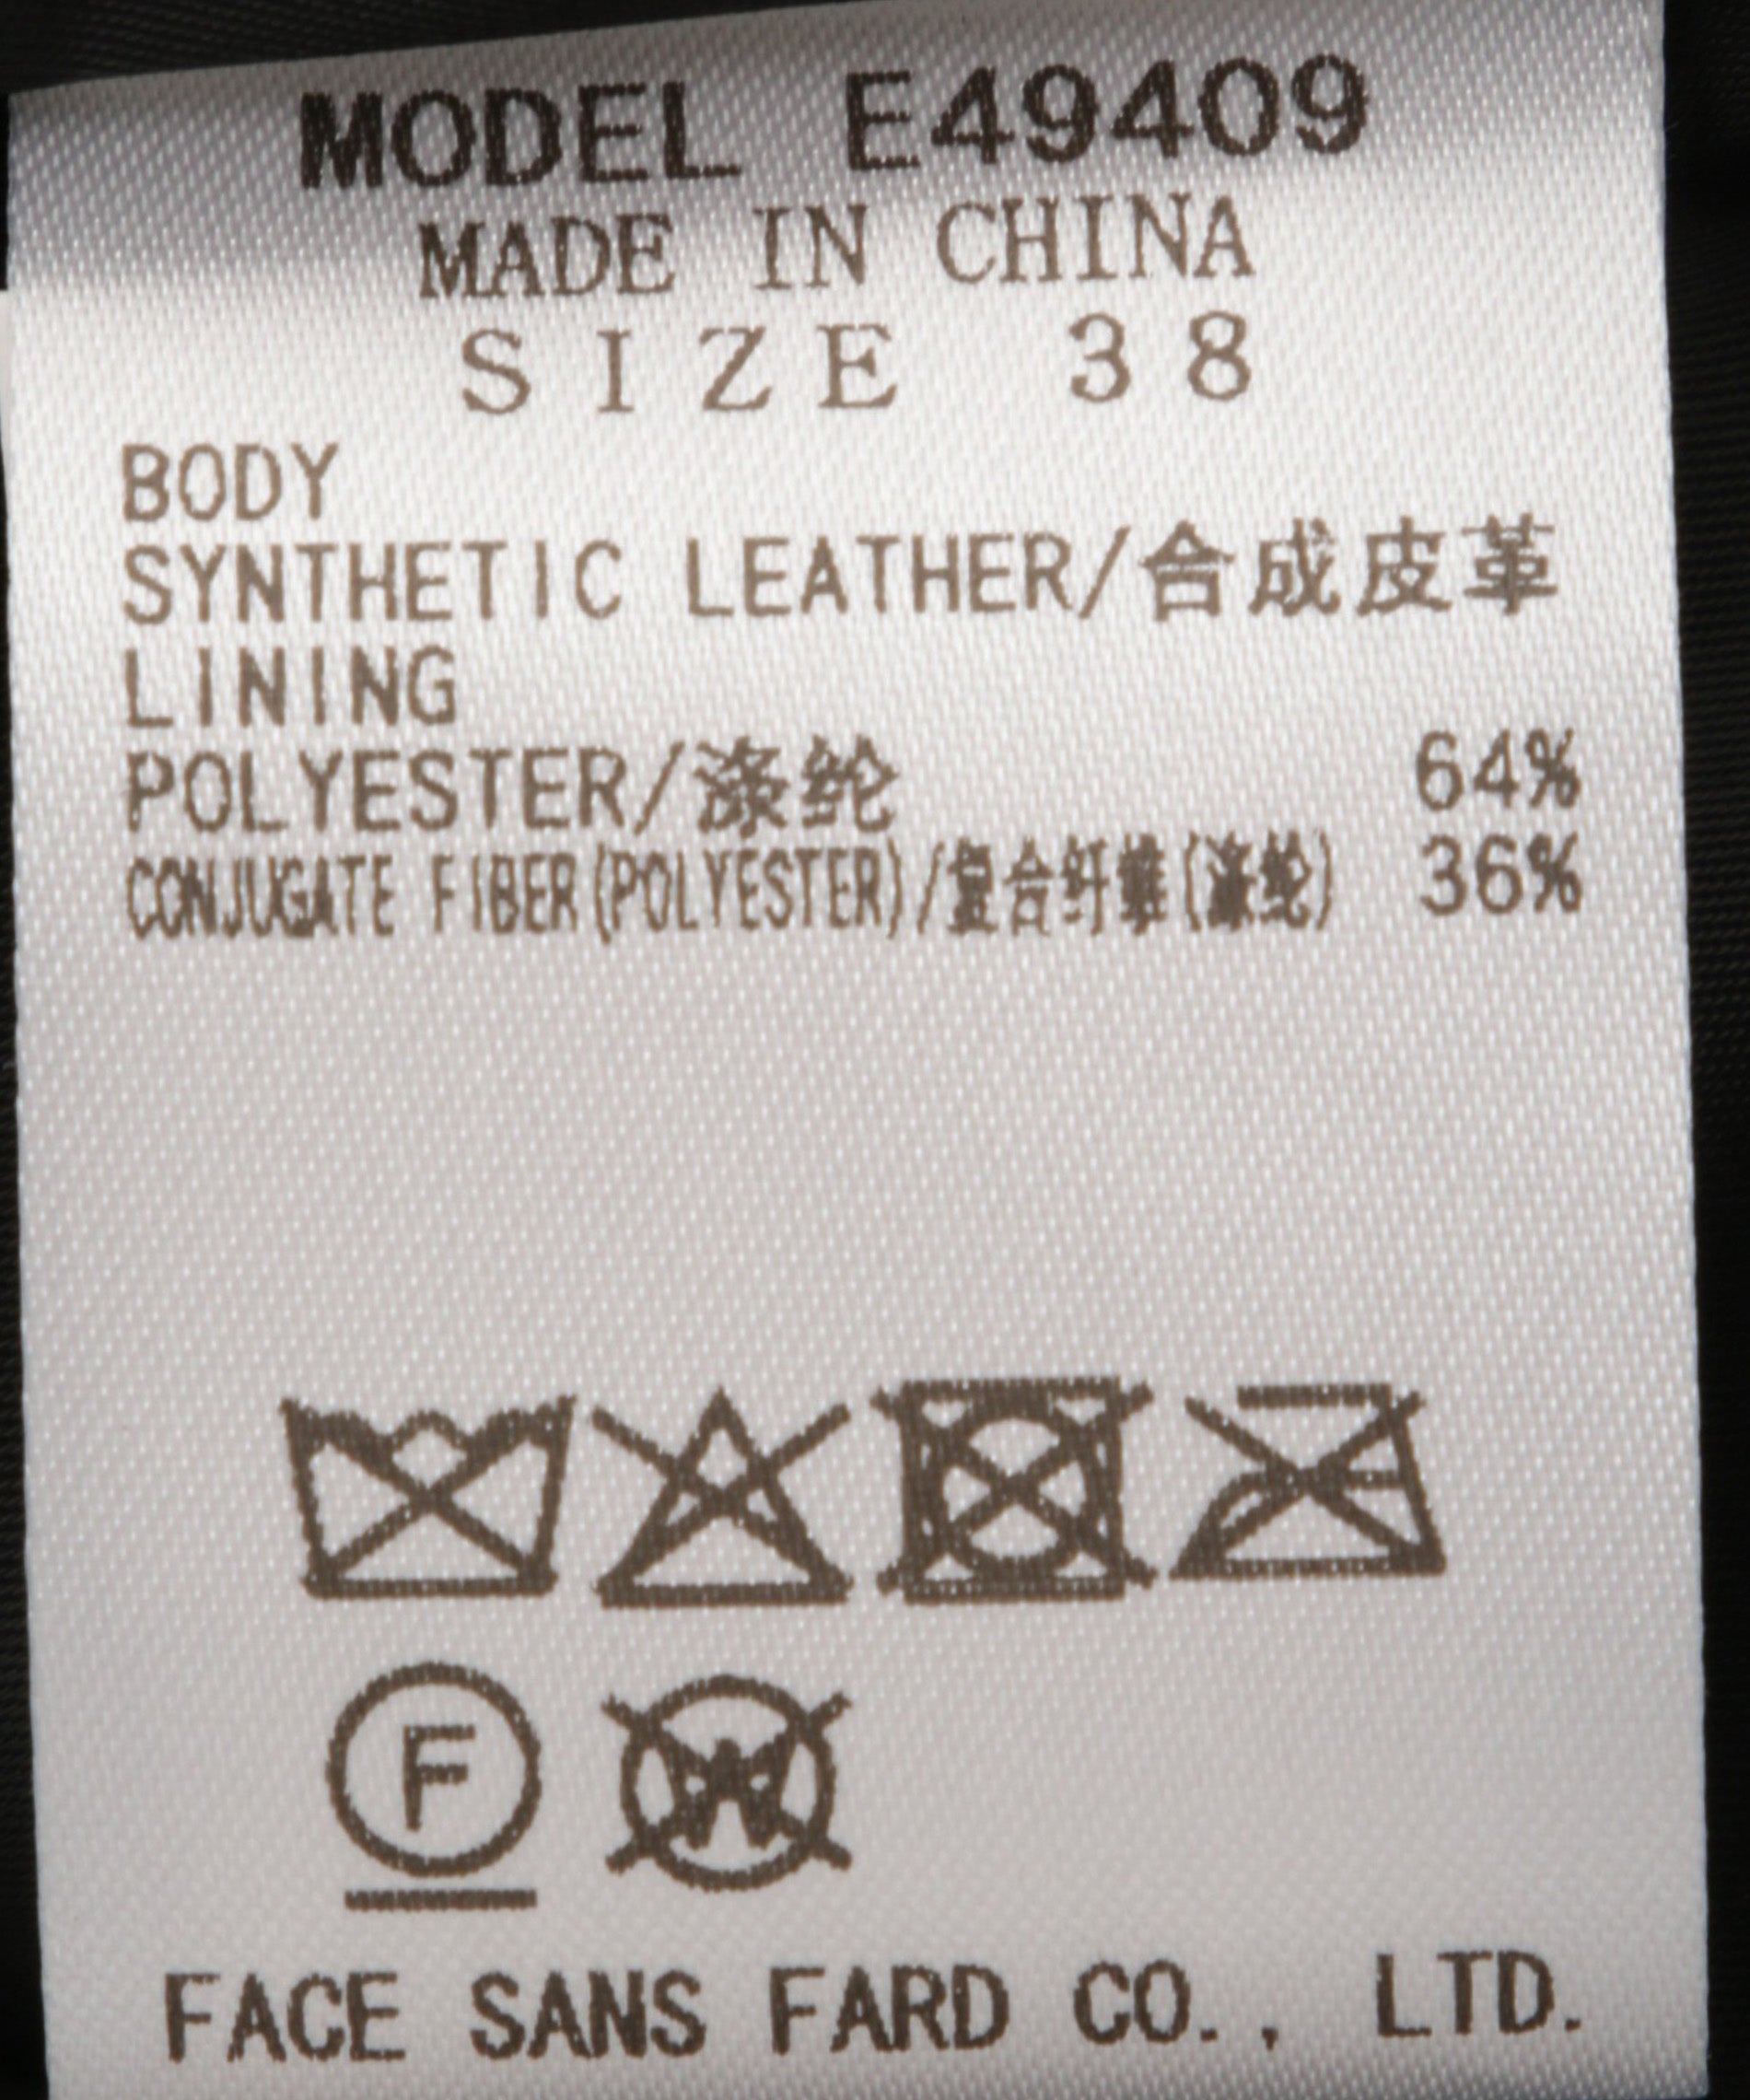 MODEL E49409
MADE IN CHINA
SIZE 38
BODY
SYNTHETIC LEATHER/合成皮革
LINING
POLYESTER/涤纶 64%
CONJUGATE FIBER(POLYESTER)/复合纤维(涤纶) 36%
F W
FACE SANS FARD CO., LTD.